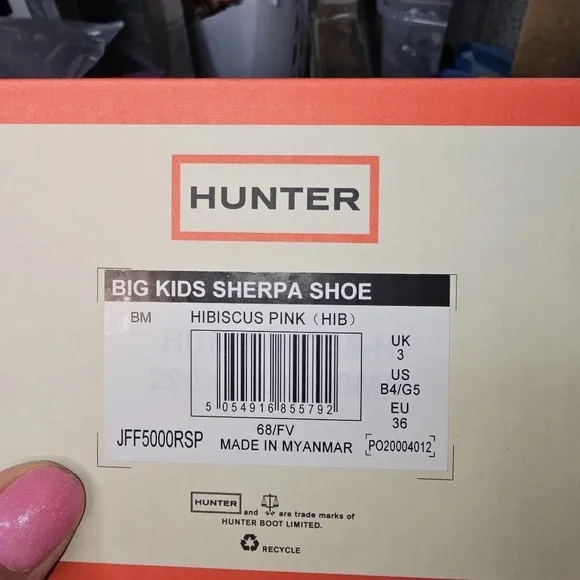 HUNTER
BIG KIDS SHERPA SHOE
BM HIBISCUS PINK (HIB)
UK
3
US
B4/G5
EU
36
5 054916 855792
68/FV
JFF5000RSP MADE IN MYANMAR [PO20004012]
HUNTER and are trade marks of
HUNTER BOOT LIMITED.
RECYCLE